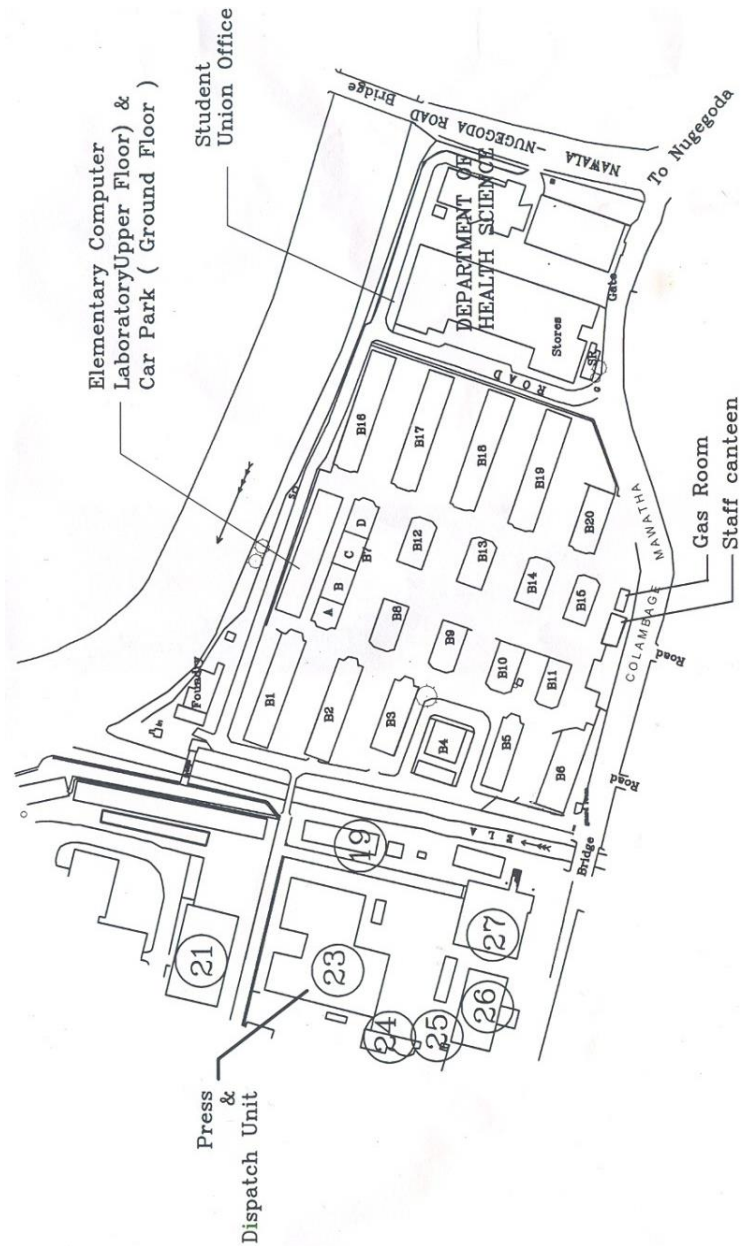 Elementary Computer
LaboratoryUpper Floor) &
Car Park ( Ground Floor )
Student
Union Office
Bridge
NAWALA
-NUGEGODA ROAD
To Nugegoda
DEPARTMENT OF
HEALTH SCIENCE
Stores
Gate
SR
ROAD
B16
B17
B18
B19
B20
A
B
C
D
B7
B12
B13
B14
B15
B8
B9
B10
B11
B1
B2
B3
B4
B5
B6
Foundry
COLAMBAGE MAWATHA
Gas Room
Staff canteen
Road
Road
Bridge
19
21
23
24
25
26
27
Press
&
Dispatch Unit